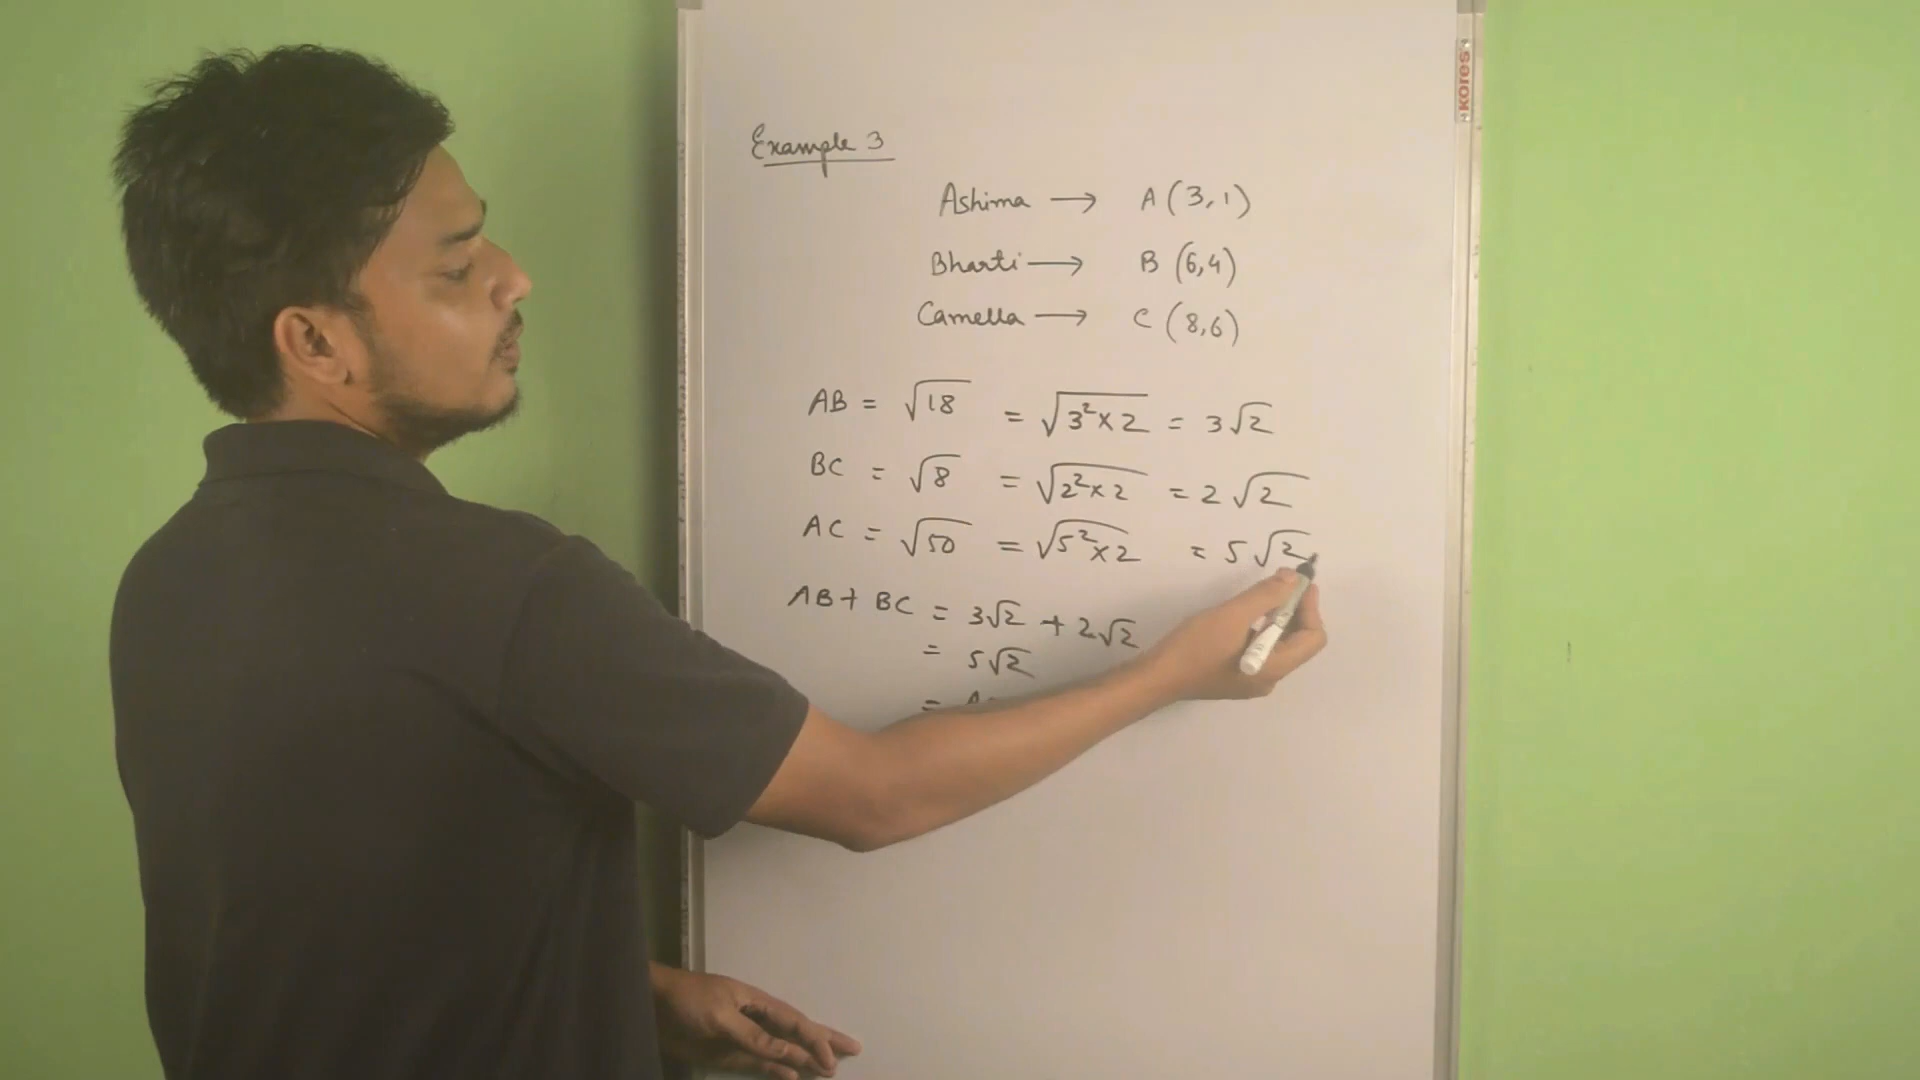 Example 3
Ashima → A (3,1)
Bharti → B (6,4)
Camella → C (8,6)
AB = √18 = √3²×2 = 3√2
BC = √8 = √2²×2 = 2√2
AC = √50 = √5²×2 = 5√2
AB + BC = 3√2 + 2√2
= 5√2
=
KORES